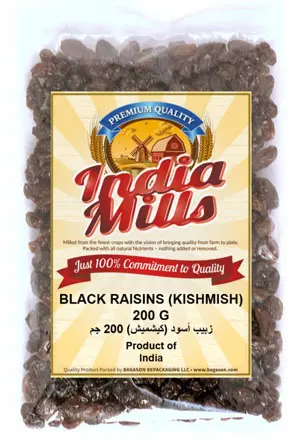 PREMIUM QUALITY
India
Mills
Milled from the finest crops with the vision of bringing quality from farm to plate.
Packed with all natural Nutrients – nothing added or removed.
Just 100% Commitment to Quality
BLACK RAISINS (KISHMISH)
200 G
زبيب أسود (كيشميش) 200 جم
Product of
India
Quality Product Packed by BAGASON REPACKAGING LLC • www.bagason.com